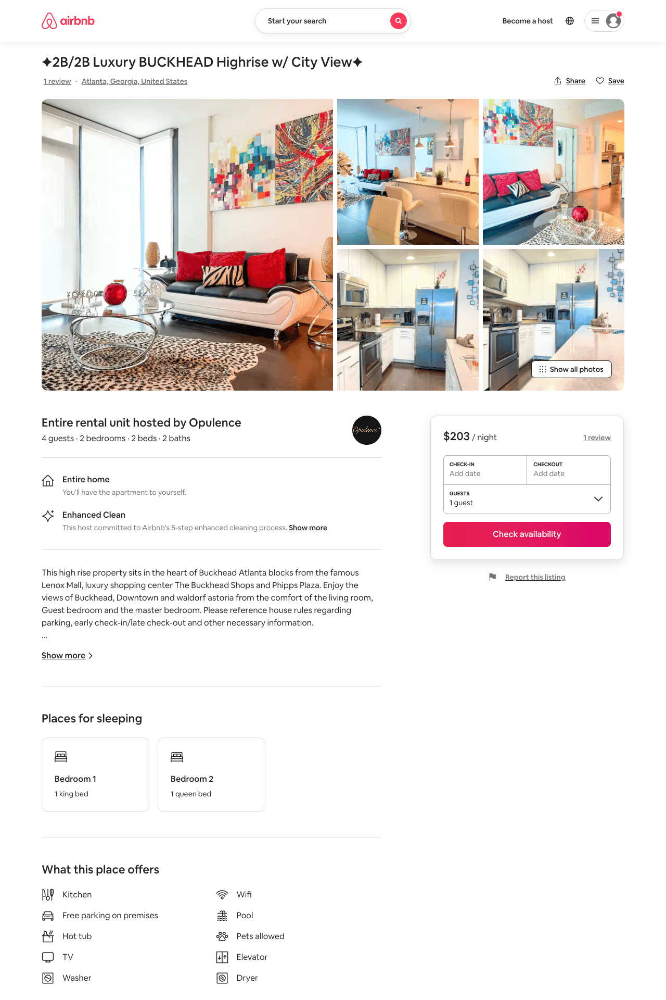 airbnb
Start your search
Become a host
✦2B/2B Luxury BUCKHEAD Highrise w/ City View✦
1 review · Atlanta, Georgia, United States
Share
Save
Show all photos
Entire rental unit hosted by Opulence
4 guests · 2 bedrooms · 2 beds · 2 baths
Opulence
Entire home
You’ll have the apartment to yourself.
Enhanced Clean
This host committed to Airbnb's 5-step enhanced cleaning process. Show more
This high rise property sits in the heart of Buckhead Atlanta blocks from the famous
Lenox Mall, luxury shopping center The Buckhead Shops and Phipps Plaza. Enjoy the
views of Buckhead, Downtown and waldorf astoria from the comfort of the living room,
Guest bedroom and the master bedroom. Please reference house rules regarding
parking, early check-in/late check-out and other necessary information.
...
Show more
$203 / night
1 review
CHECK-IN
Add date
CHECKOUT
Add date
GUESTS
1 guest
Check availability
Report this listing
Places for sleeping
Bedroom 1
1 king bed
Bedroom 2
1 queen bed
What this place offers
Kitchen
Wifi
Free parking on premises
Pool
Hot tub
Pets allowed
TV
Elevator
Washer
Dryer